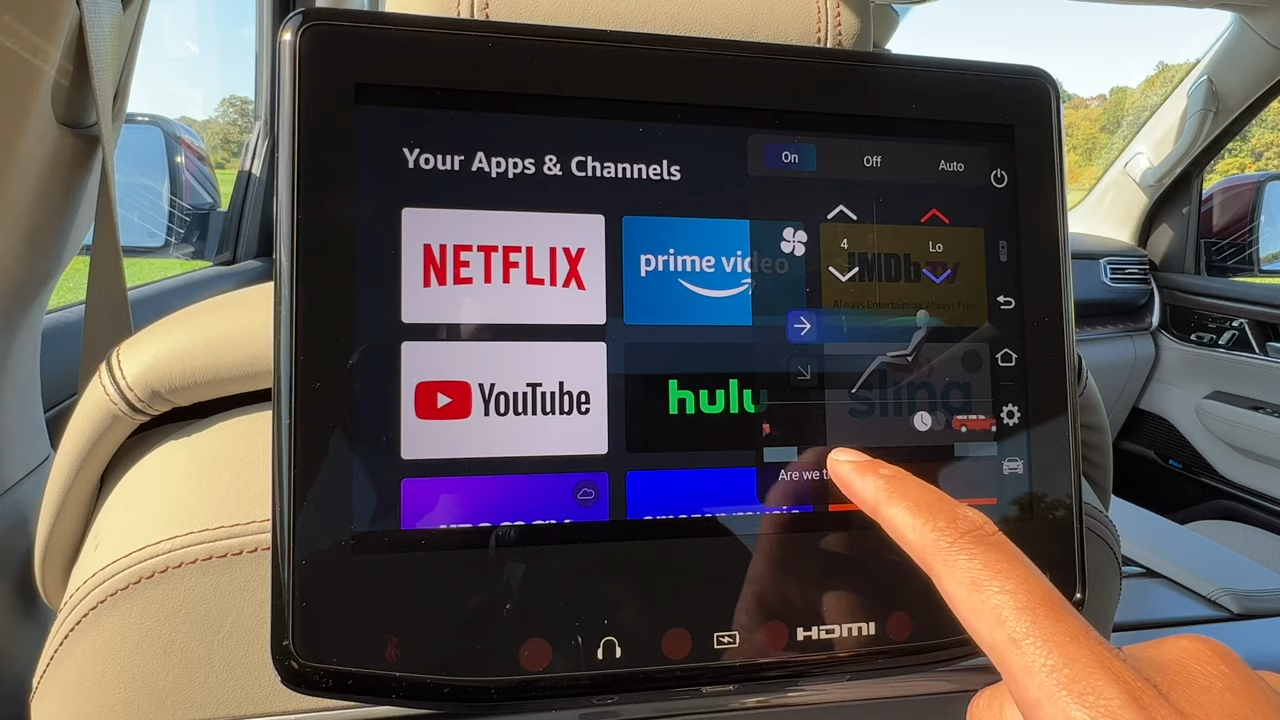 Your Apps & Channels
On Off Auto
NETFLIX
prime video
4
Lo
IMDb TV
Always Entertaining. Always Free
YouTube
hulu
sling
Are we
HDMI